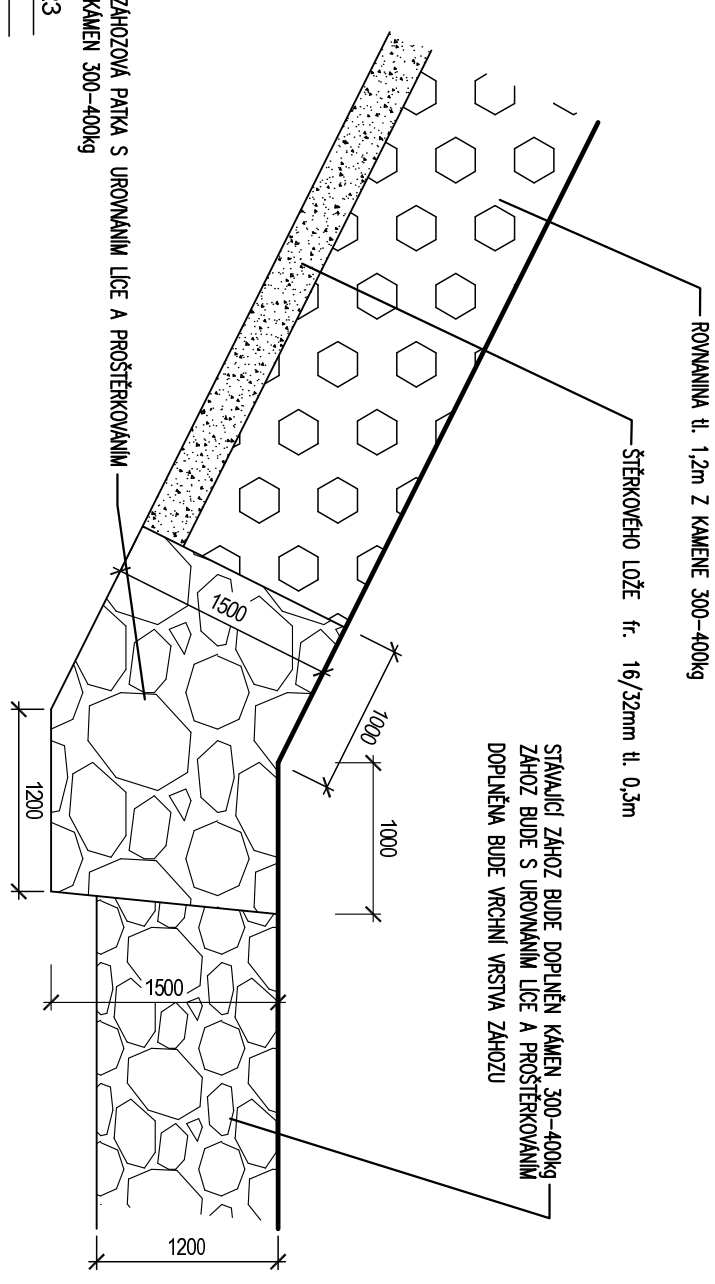 ROVNANINA tl. 1,2m Z KAMENE 300-400kg
ŠTĚRKOVÉHO LOŽE fr. 16/32mm tl. 0,3m
STÁVAJÍCÍ ZÁHOZ BUDE DOPLNĚN KÁMEN 300-400kg
ZÁHOZ BUDE S UROVNÁNÍM LÍCE A PROŠTĚRKOVÁNÍM
DOPLNĚNA BUDE VRCHNÍ VRSTVA ZÁHOZU
ZÁHOZOVÁ PATKA S UROVNÁNÍM LÍCE A PROŠTĚRKOVÁNÍM
KÁMEN 300-400kg
1500
1000
1000
1200
1500
1200